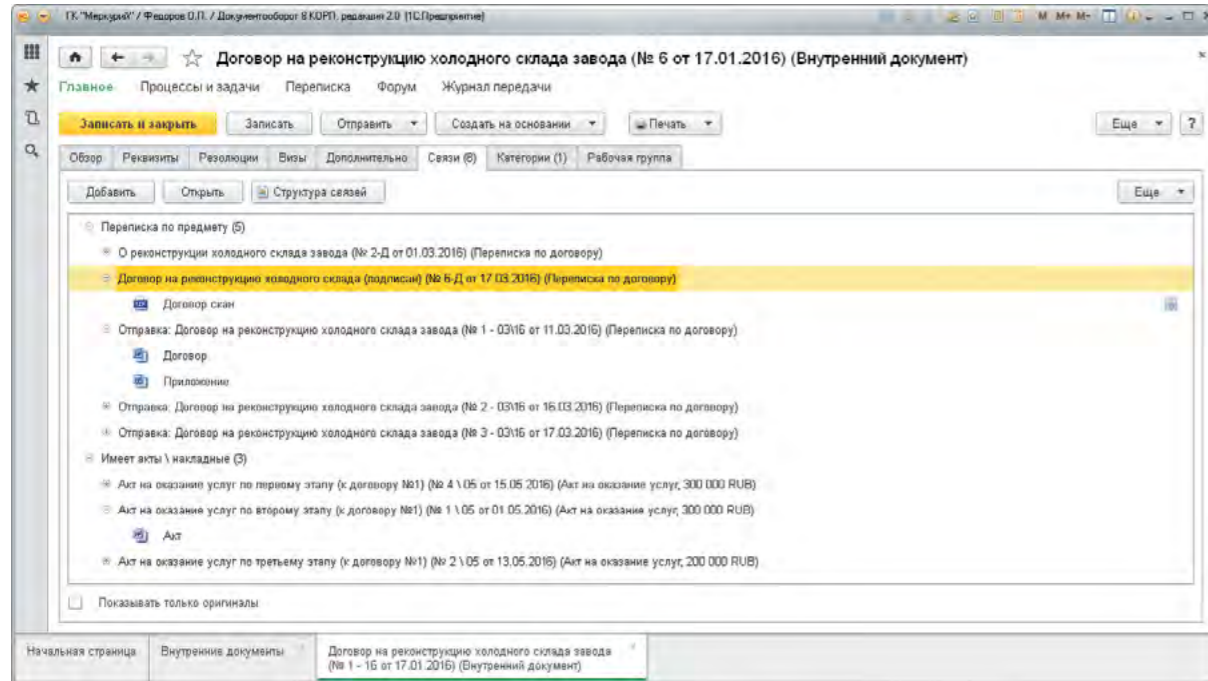 ГК "Меркурий" / Федоров О.П. / Документооборот 8 КОРП, редакция 2.0 (1С:Предприятие)
M M+ M-
Договор на реконструкцию холодного склада завода (№ 6 от 17.01.2016) (Внутренний документ)
Главное Процессы и задачи Переписка Форум Журнал передачи
Записать и закрыть Записать Отправить Создать на основании Печать Еще ?
Обзор Реквизиты Резолюции Визы Дополнительно Связи (8) Категории (1) Рабочая группа
Добавить Открыть Структура связей Еще
Переписка по предмету (5)
О реконструкции холодного склада завода (№ 2-Д от 01.03.2016) (Переписка по договору)
Договор на реконструкцию холодного склада (подписан) (№ 6-Д от 17.03.2016) (Переписка по договору)
Договор скан
Отправка: Договор на реконструкцию холодного склада завода (№ 1 - 03\16 от 11.03.2016) (Переписка по договору)
Договор
Приложение
Отправка: Договор на реконструкцию холодного склада завода (№ 2 - 03\16 от 16.03.2016) (Переписка по договору)
Отправка: Договор на реконструкцию холодного склада завода (№ 3 - 03\16 от 17.03.2016) (Переписка по договору)
Имеет акты \ накладные (3)
Акт на оказание услуг по первому этапу (к договору №1) (№ 4 \ 05 от 15.05.2016) (Акт на оказание услуг, 300 000 RUB)
Акт на оказание услуг по второму этапу (к договору №1) (№ 1 \ 05 от 01.05.2016) (Акт на оказание услуг, 300 000 RUB)
Акт
Акт на оказание услуг по третьему этапу (к договору №1) (№ 2 \ 05 от 13.05.2016) (Акт на оказание услуг, 200 000 RUB)
Показывать только оригиналы
Начальная страница Внутренние документы Договор на реконструкцию холодного склада завода
(№ 1 - 16 от 17.01.2016) (Внутренний документ)